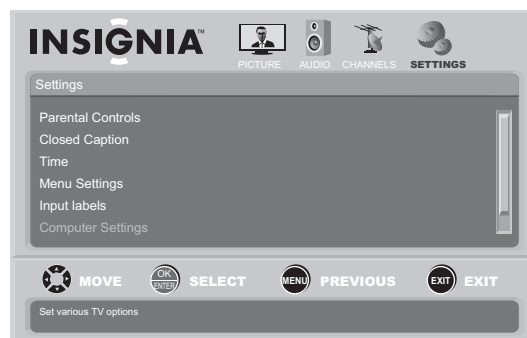 INSIGNIA™
PICTURE AUDIO CHANNELS SETTINGS
Settings
Parental Controls
Closed Caption
Time
Menu Settings
Input labels
Computer Settings
MOVE OK ENTER SELECT MENU PREVIOUS EXIT EXIT
Set various TV options